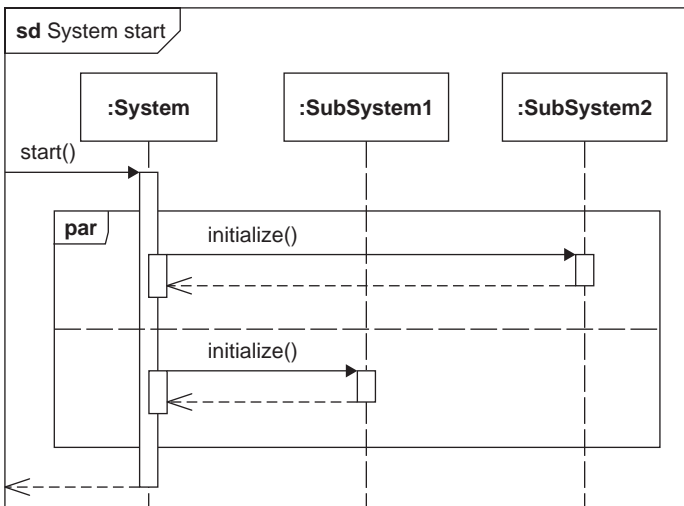 sd System start
:System
:SubSystem1
:SubSystem2
start()
par
initialize()
initialize()